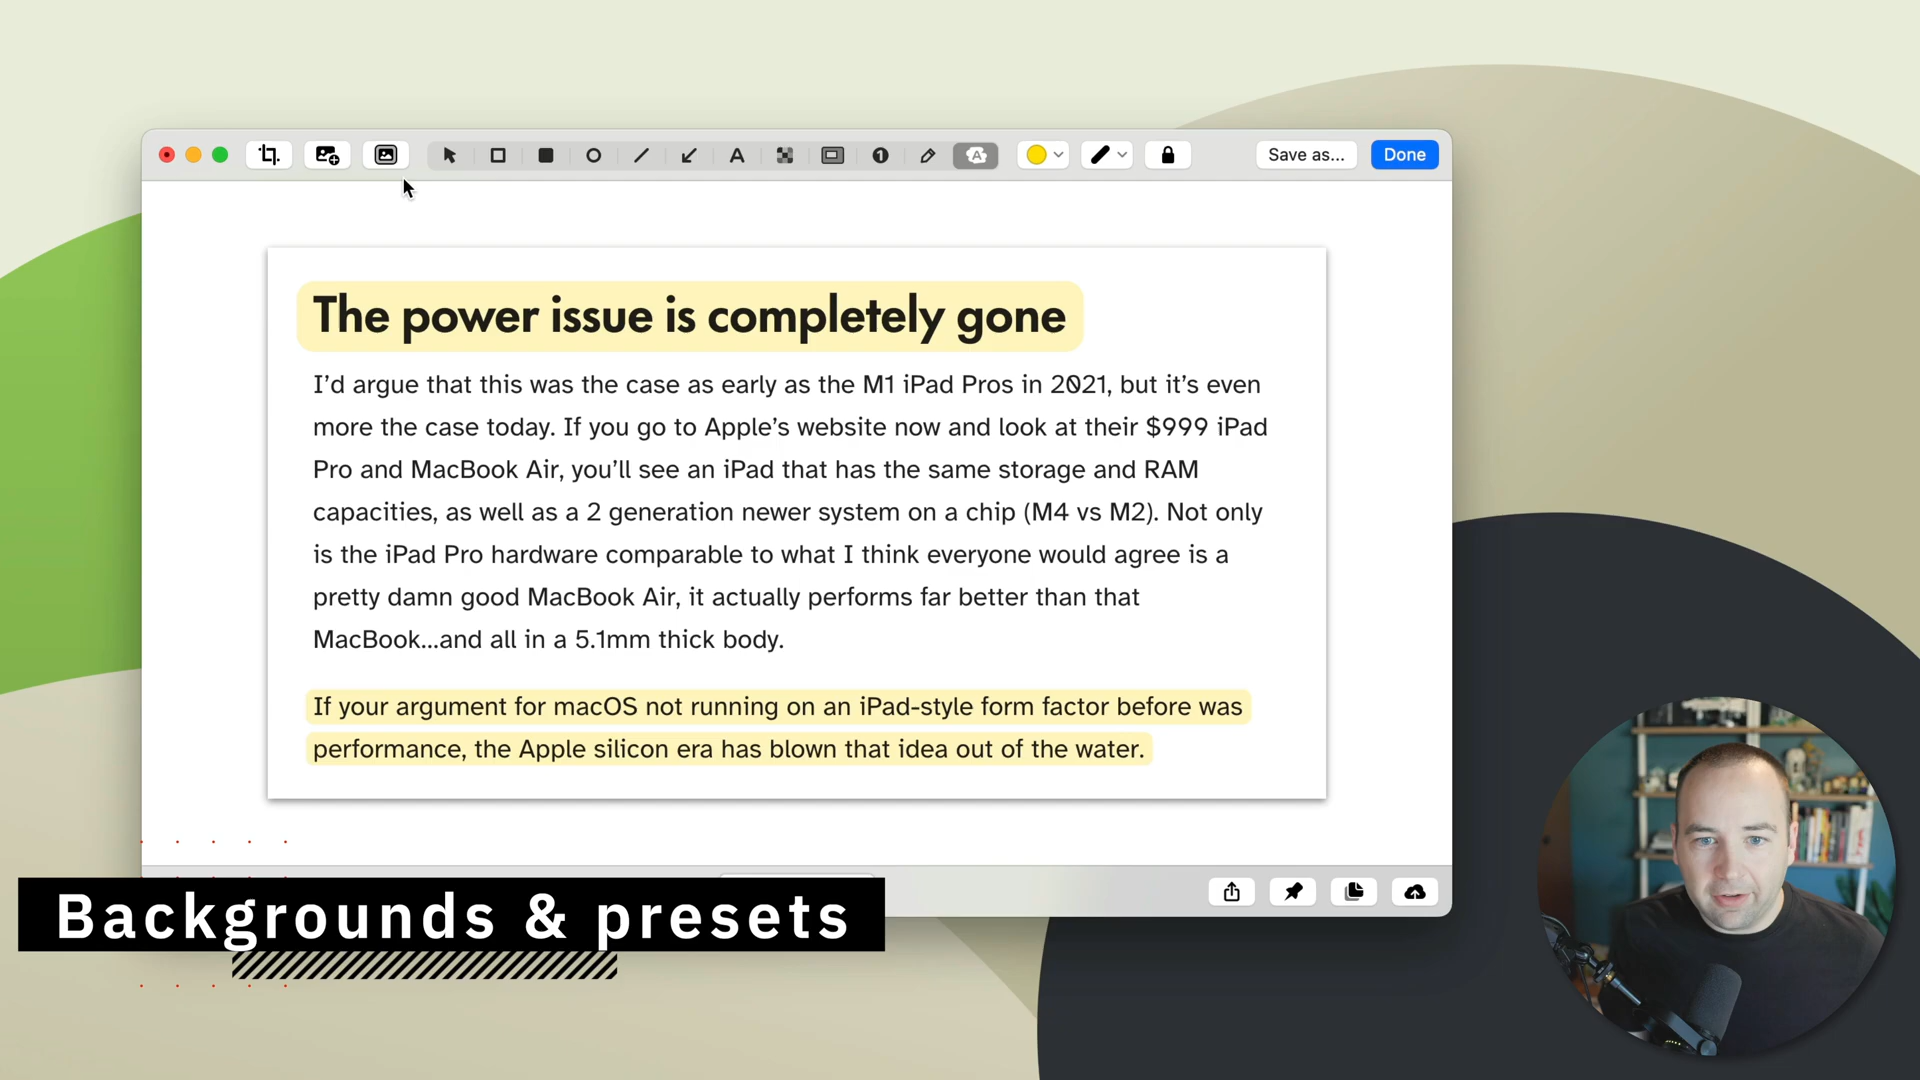 A
1
A
Save as...
Done
The power issue is completely gone
I’d argue that this was the case as early as the M1 iPad Pros in 2021, but it’s even
more the case today. If you go to Apple’s website now and look at their $999 iPad
Pro and MacBook Air, you’ll see an iPad that has the same storage and RAM
capacities, as well as a 2 generation newer system on a chip (M4 vs M2). Not only
is the iPad Pro hardware comparable to what I think everyone would agree is a
pretty damn good MacBook Air, it actually performs far better than that
MacBook...and all in a 5.1mm thick body.
If your argument for macOS not running on an iPad-style form factor before was
performance, the Apple silicon era has blown that idea out of the water.
Backgrounds & presets